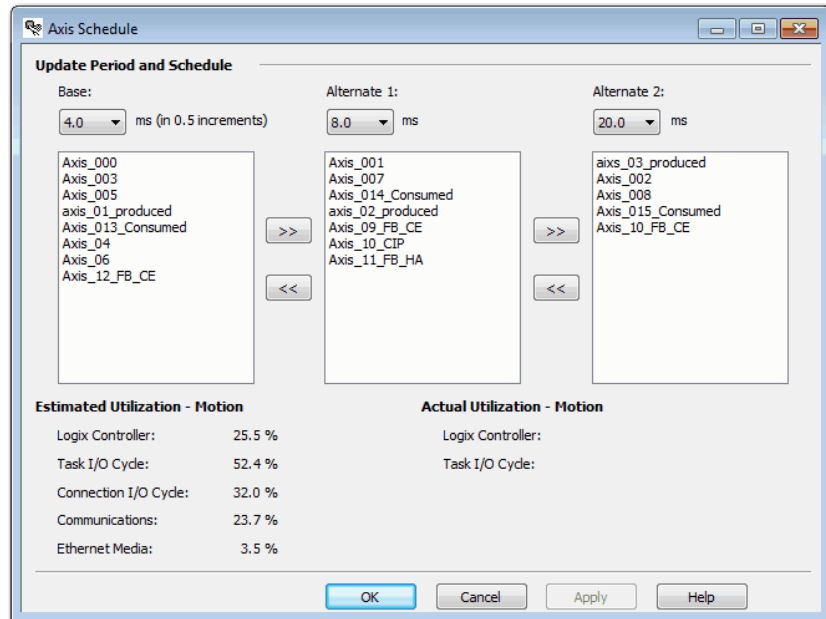 Axis Schedule
Update Period and Schedule
Base:
4.0 ms (in 0.5 increments)
Axis_000
Axis_003
Axis_005
axis_01_produced
Axis_013_Consumed
Axis_04
Axis_06
Axis_12_FB_CE
>>
<<
Alternate 1:
8.0 ms
Axis_001
Axis_007
Axis_014_Consumed
axis_02_produced
Axis_09_FB_CE
Axis_10_CIP
Axis_11_FB_HA
>>
<<
Alternate 2:
20.0 ms
aixs_03_produced
Axis_002
Axis_008
Axis_015_Consumed
Axis_10_FB_CE
Estimated Utilization - Motion
Logix Controller: 25.5 %
Task I/O Cycle: 52.4 %
Connection I/O Cycle: 32.0 %
Communications: 23.7 %
Ethernet Media: 3.5 %
Actual Utilization - Motion
Logix Controller:
Task I/O Cycle:
OK Cancel Apply Help